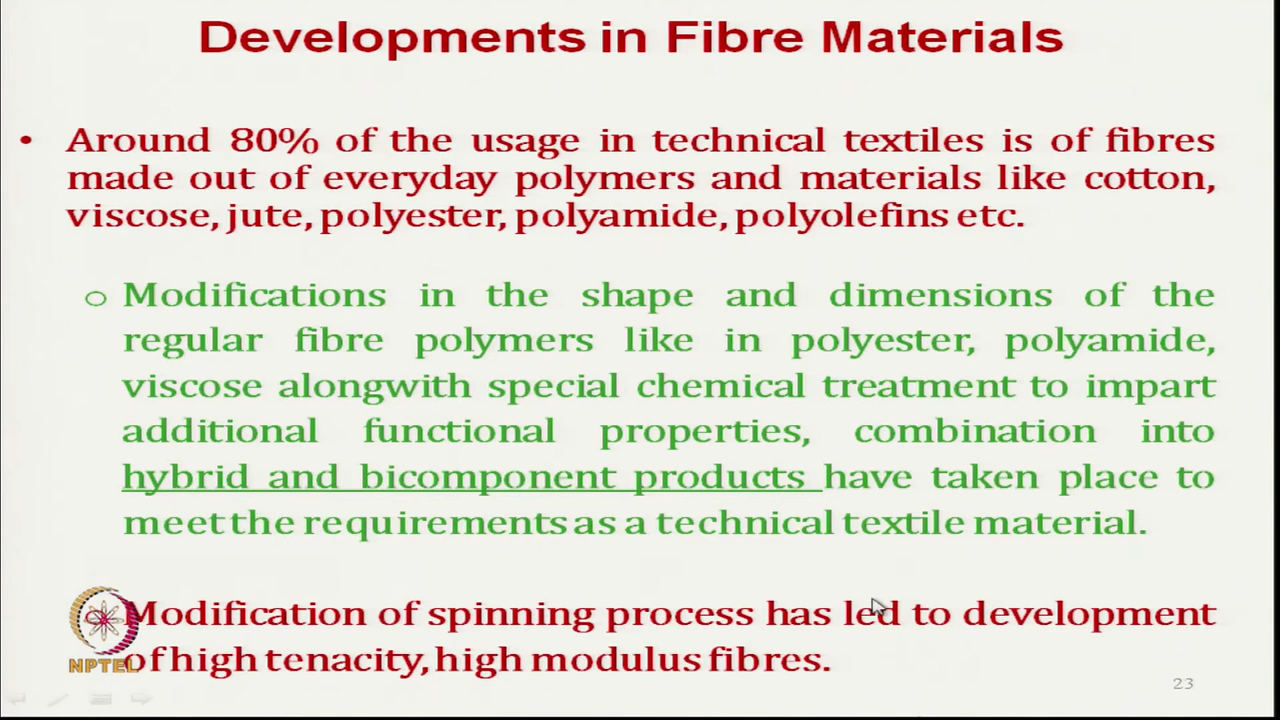 Developments in Fibre Materials
• Around 80% of the usage in technical textiles is of fibres
made out of everyday polymers and materials like cotton,
viscose, jute, polyester, polyamide, polyolefins etc.
o Modifications in the shape and dimensions of the
regular fibre polymers like in polyester, polyamide,
viscose alongwith special chemical treatment to impart
additional functional properties, combination into
hybrid and bicomponent products have taken place to
meet the requirements as a technical textile material.
Modification of spinning process has led to development
of high tenacity, high modulus fibres.
NPTEL
23